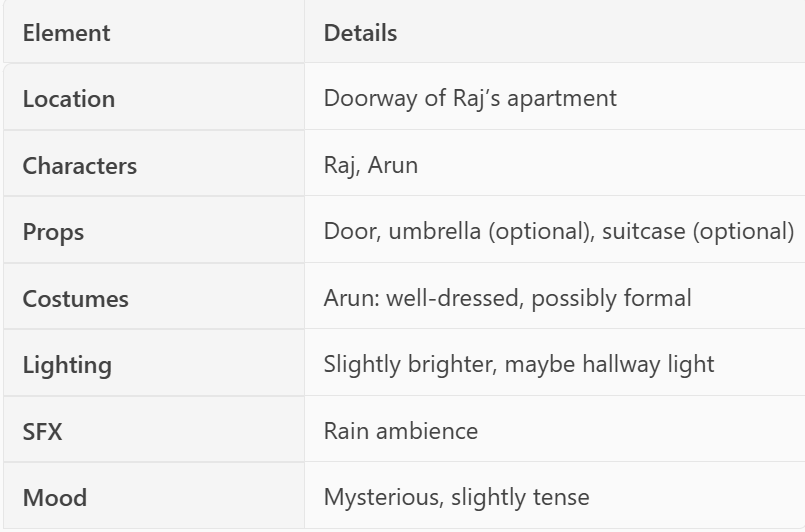 Element Details
Location Doorway of Raj’s apartment
Characters Raj, Arun
Props Door, umbrella (optional), suitcase (optional)
Costumes Arun: well-dressed, possibly formal
Lighting Slightly brighter, maybe hallway light
SFX Rain ambience
Mood Mysterious, slightly tense